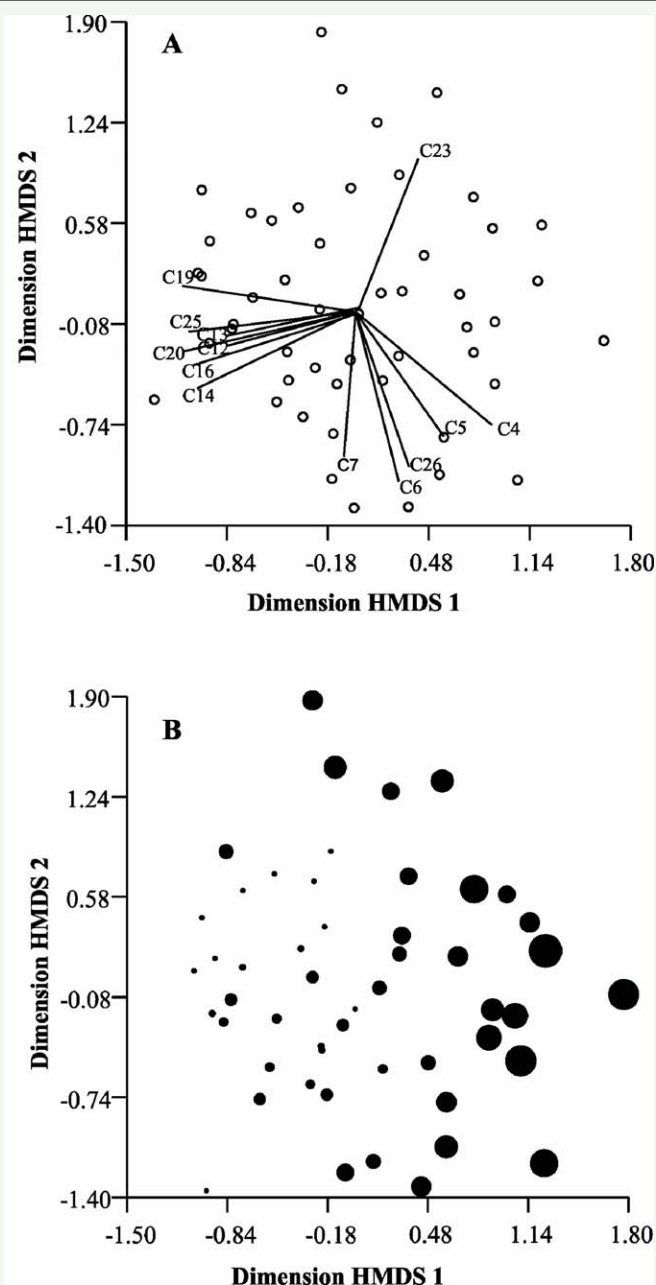 1.90
A
1.24
C23
0.58
Dimension HMDS 2
C19
-0.08
C25
C13
C12
C20
C16
C14
-0.74
C5
C4
C7
C26
C6
-1.40
-1.50 -0.84 -0.18 0.48 1.14 1.80
Dimension HMDS 1
1.90
B
1.24
0.58
Dimension HMDS 2
-0.08
-0.74
-1.40
-1.50 -0.84 -0.18 0.48 1.14 1.80
Dimension HMDS 1